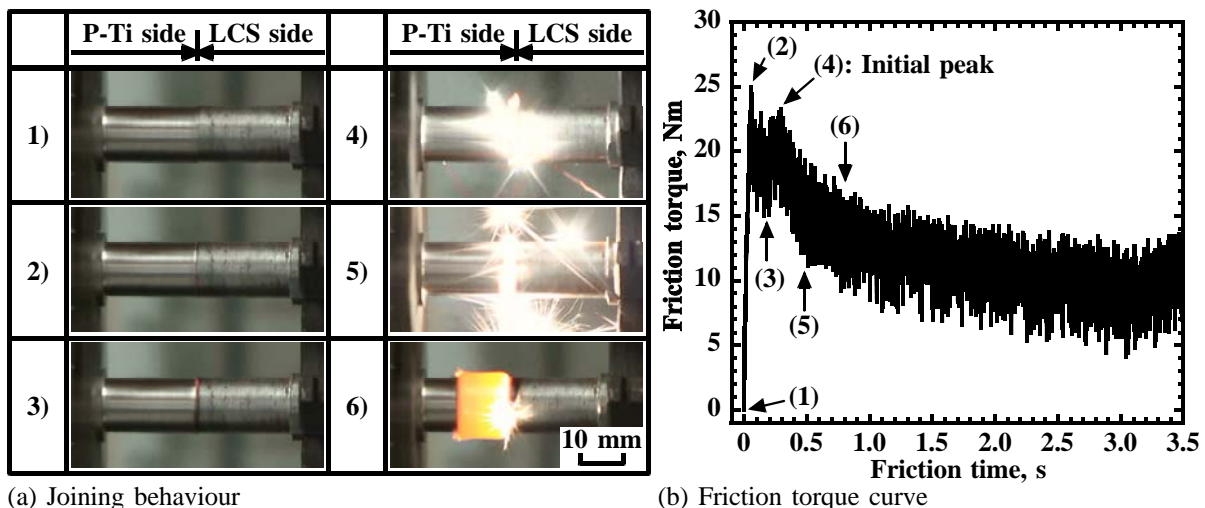 P-Ti side LCS side P-Ti side LCS side
1) 4)
2) 5)
3) 6)
10 mm
(a) Joining behaviour
Friction torque, Nm
30
25
20
15
10
5
0
(2)
(4): Initial peak
(6)
(3)
(5)
(1)
0 0.5 1.0 1.5 2.0 2.5 3.0 3.5
Friction time, s
(b) Friction torque curve